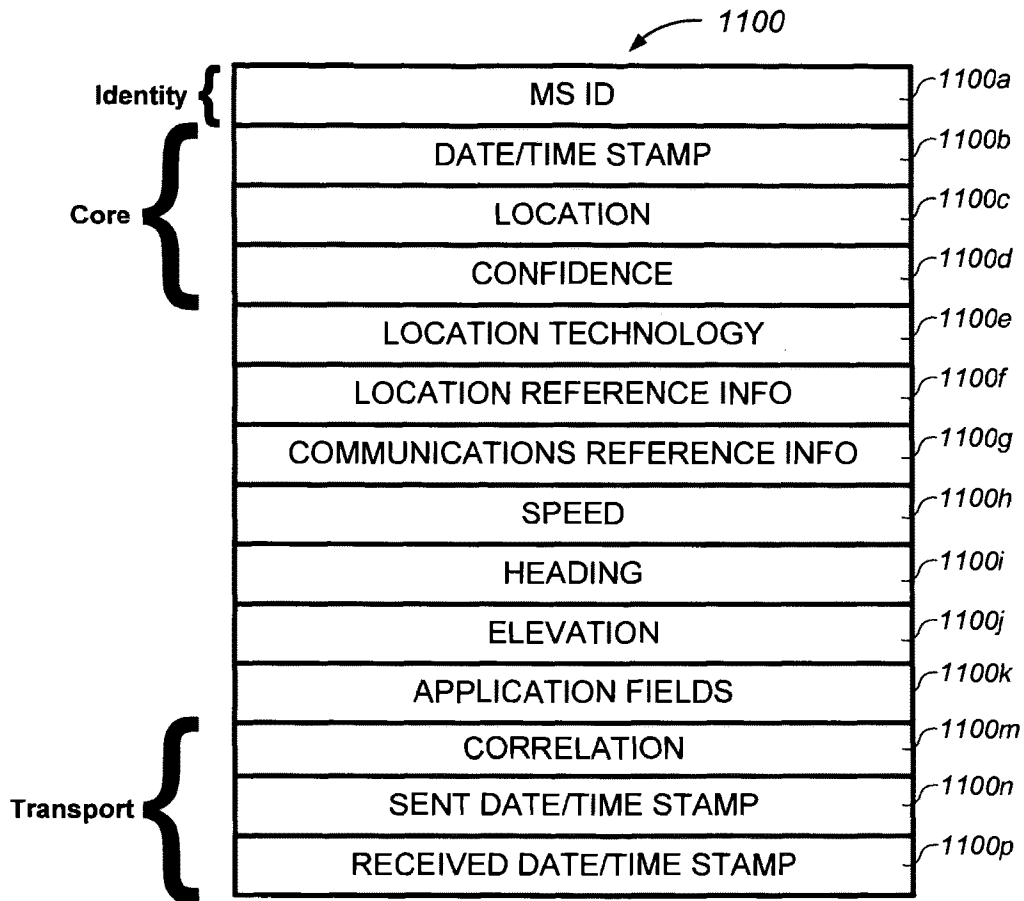 1100
Identity
MS ID
1100a
DATE/TIME STAMP
1100b
Core
LOCATION
1100c
CONFIDENCE
1100d
LOCATION TECHNOLOGY
1100e
LOCATION REFERENCE INFO
1100f
COMMUNICATIONS REFERENCE INFO
1100g
SPEED
1100h
HEADING
1100i
ELEVATION
1100j
APPLICATION FIELDS
1100k
CORRELATION
1100m
Transport
SENT DATE/TIME STAMP
1100n
RECEIVED DATE/TIME STAMP
1100p